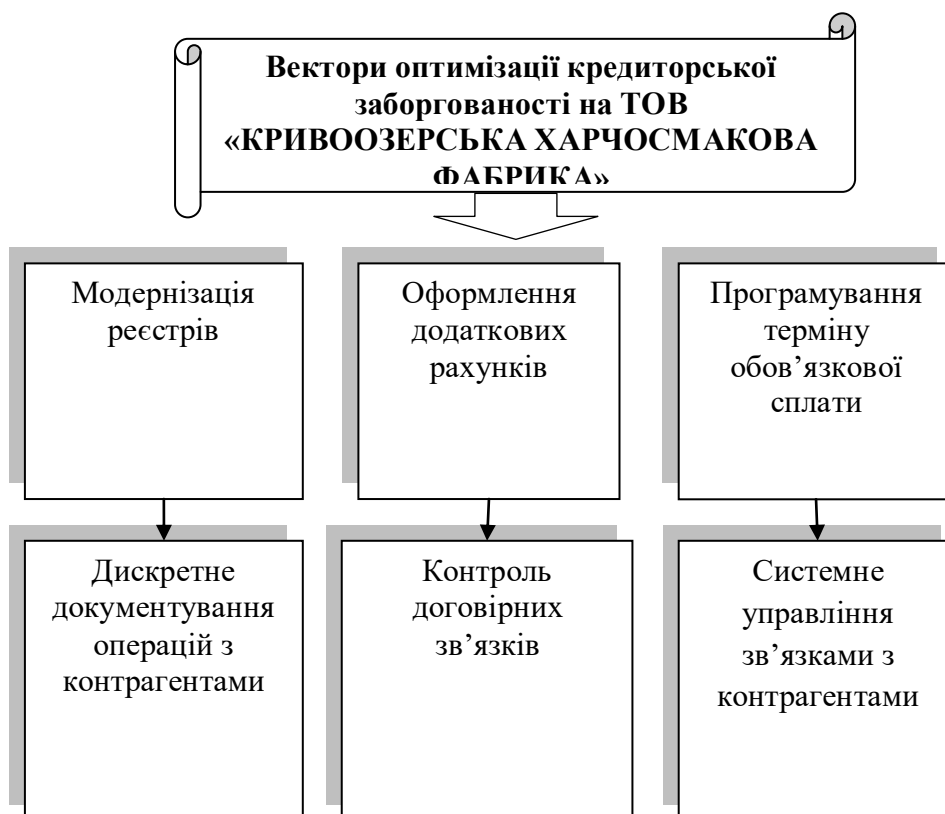 Вектори оптимізації кредиторської
заборгованості на ТОВ
«КРИВООЗЕРСЬКА ХАРЧОСМАКОВА
ФАБРИКА»
Модернізація
реєстрів
Оформлення
додаткових
рахунків
Програмування
терміну
обов’язкової
сплати
Дискретне
документування
операцій з
контрагентами
Контроль
договірних
зв’язків
Системне
управління
зв’язками з
контрагентами